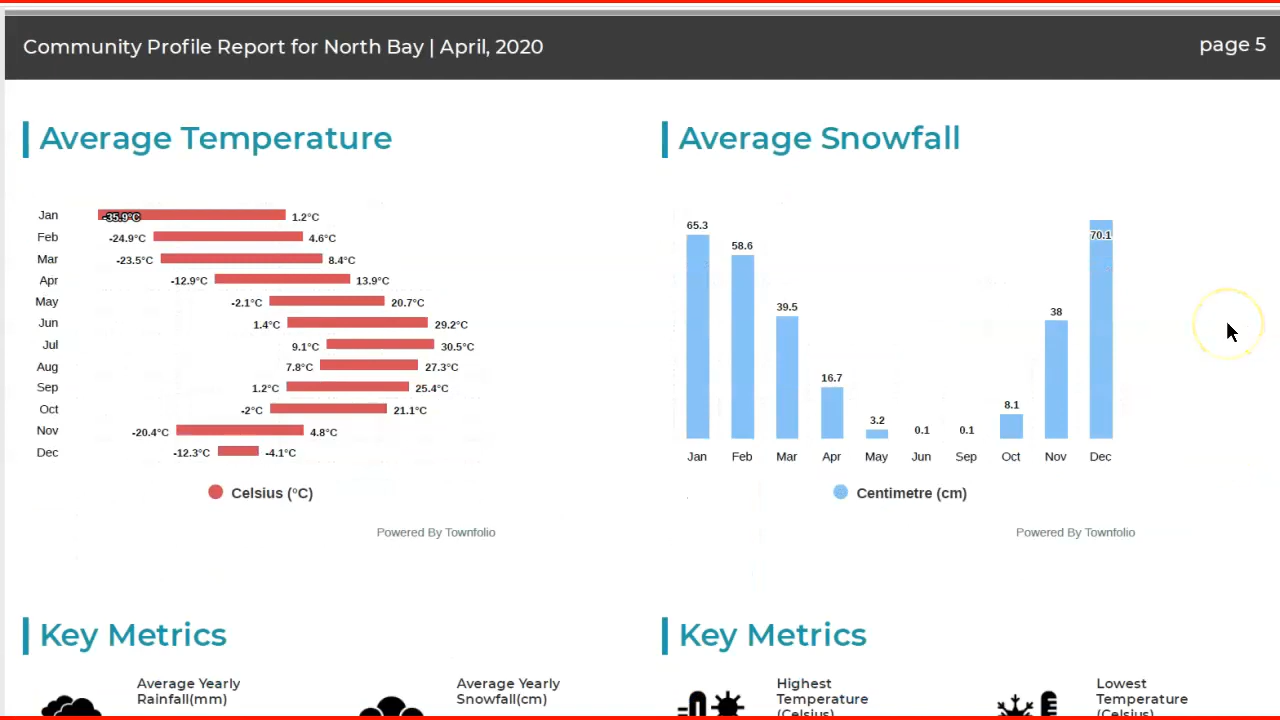 Community Profile Report for North Bay | April, 2020
page 5
Average Temperature
Jan -35.9°C 1.2°C
Feb -24.9°C 4.6°C
Mar -23.5°C 8.4°C
Apr -12.9°C 13.9°C
May -2.1°C 20.7°C
Jun 1.4°C 29.2°C
Jul 9.1°C 30.5°C
Aug 7.8°C 27.3°C
Sep 1.2°C 25.4°C
Oct -2°C 21.1°C
Nov -20.4°C 4.8°C
Dec -12.3°C -4.1°C
Celsius (°C)
Powered By Townfolio
Average Snowfall
65.3 58.6 39.5 16.7 3.2 0.1 0.1 8.1 38 70.1
Jan Feb Mar Apr May Jun Sep Oct Nov Dec
Centimetre (cm)
Powered By Townfolio
Key Metrics
Average Yearly
Rainfall(mm)
Average Yearly
Snowfall(cm)
Key Metrics
Highest
Temperature
(Celsius)
Lowest
Temperature
(Celsius)